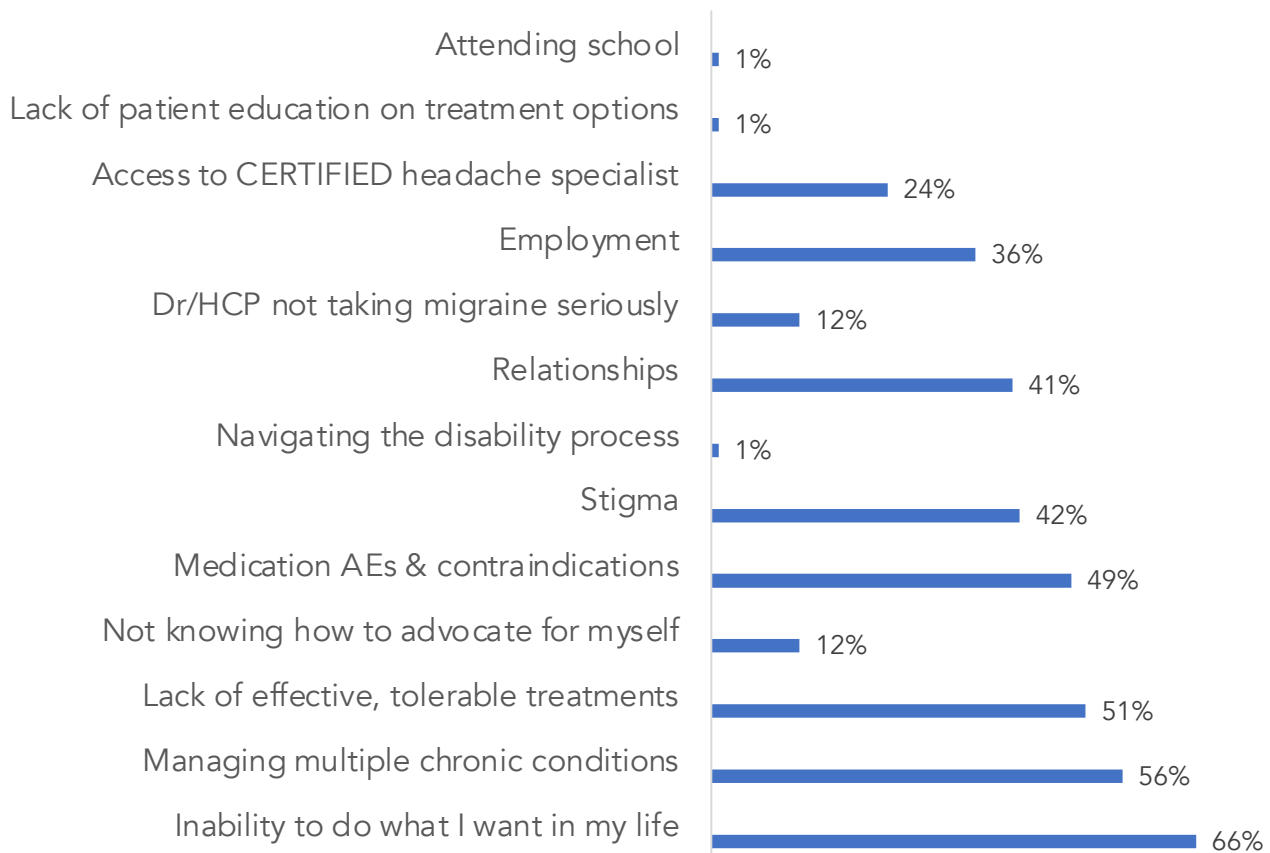 Attending school 1%
Lack of patient education on treatment options 1%
Access to CERTIFIED headache specialist 24%
Employment 36%
Dr/HCP not taking migraine seriously 12%
Relationships 41%
Navigating the disability process 1%
Stigma 42%
Medication AEs & contraindications 49%
Not knowing how to advocate for myself 12%
Lack of effective, tolerable treatments 51%
Managing multiple chronic conditions 56%
Inability to do what I want in my life 66%